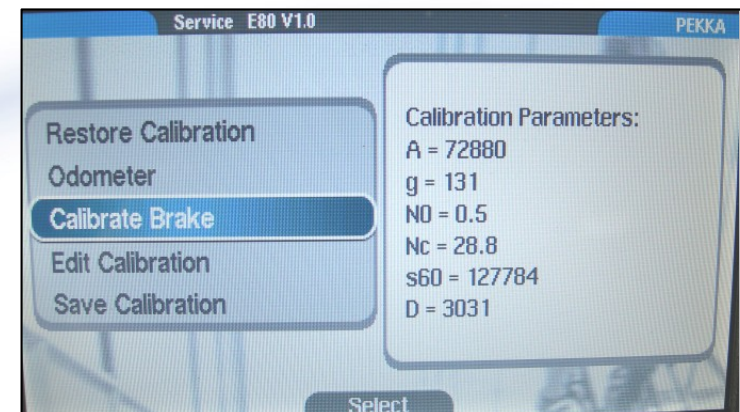 Service E80 V1.0
PEKKA
Restore Calibration
Odometer
Calibrate Brake
Edit Calibration
Save Calibration
Calibration Parameters:
A = 72880
g = 131
N0 = 0.5
Nc = 28.8
s60 = 127784
D = 3031
Select